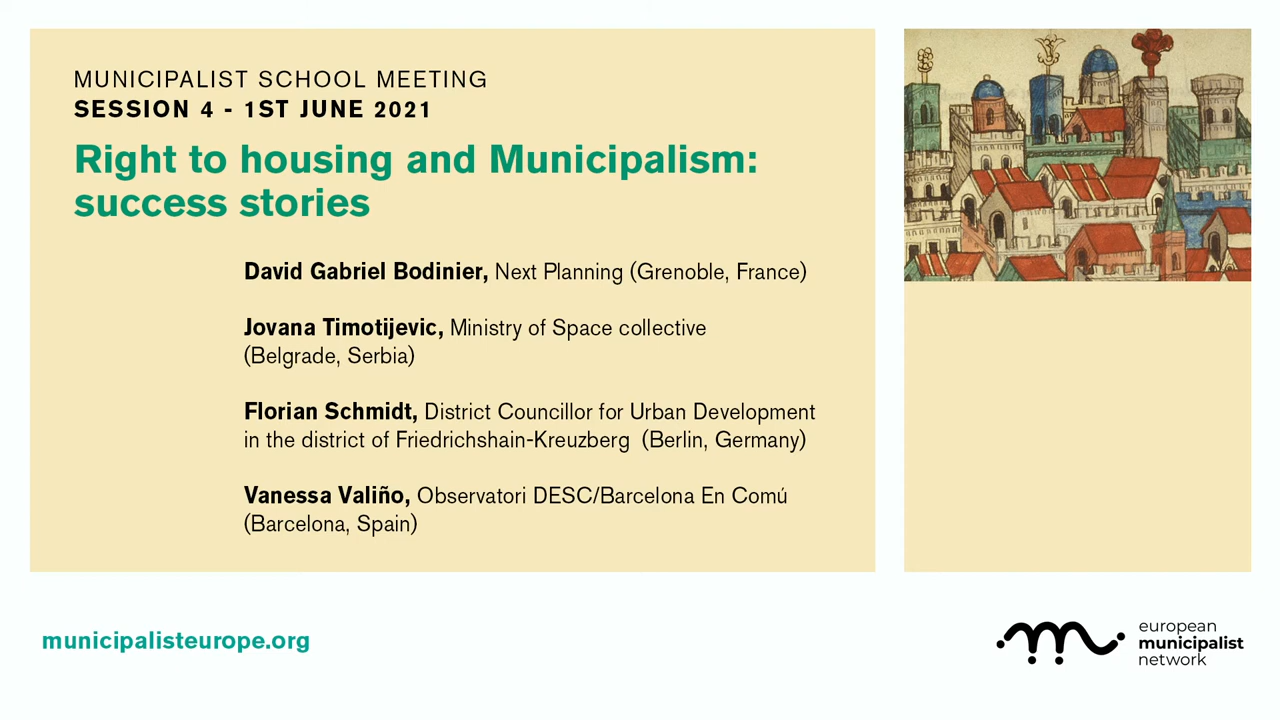 MUNICIPALIST SCHOOL MEETING
SESSION 4 - 1ST JUNE 2021
Right to housing and Municipalism:
success stories
David Gabriel Bodinier, Next Planning (Grenoble, France)
Jovana Timotijevic, Ministry of Space collective
(Belgrade, Serbia)
Florian Schmidt, District Councillor for Urban Development
in the district of Friedrichshain-Kreuzberg (Berlin, Germany)
Vanessa Valiño, Observatori DESC/Barcelona En Comú
(Barcelona, Spain)
municipalisteurope.org
european
municipalist
network